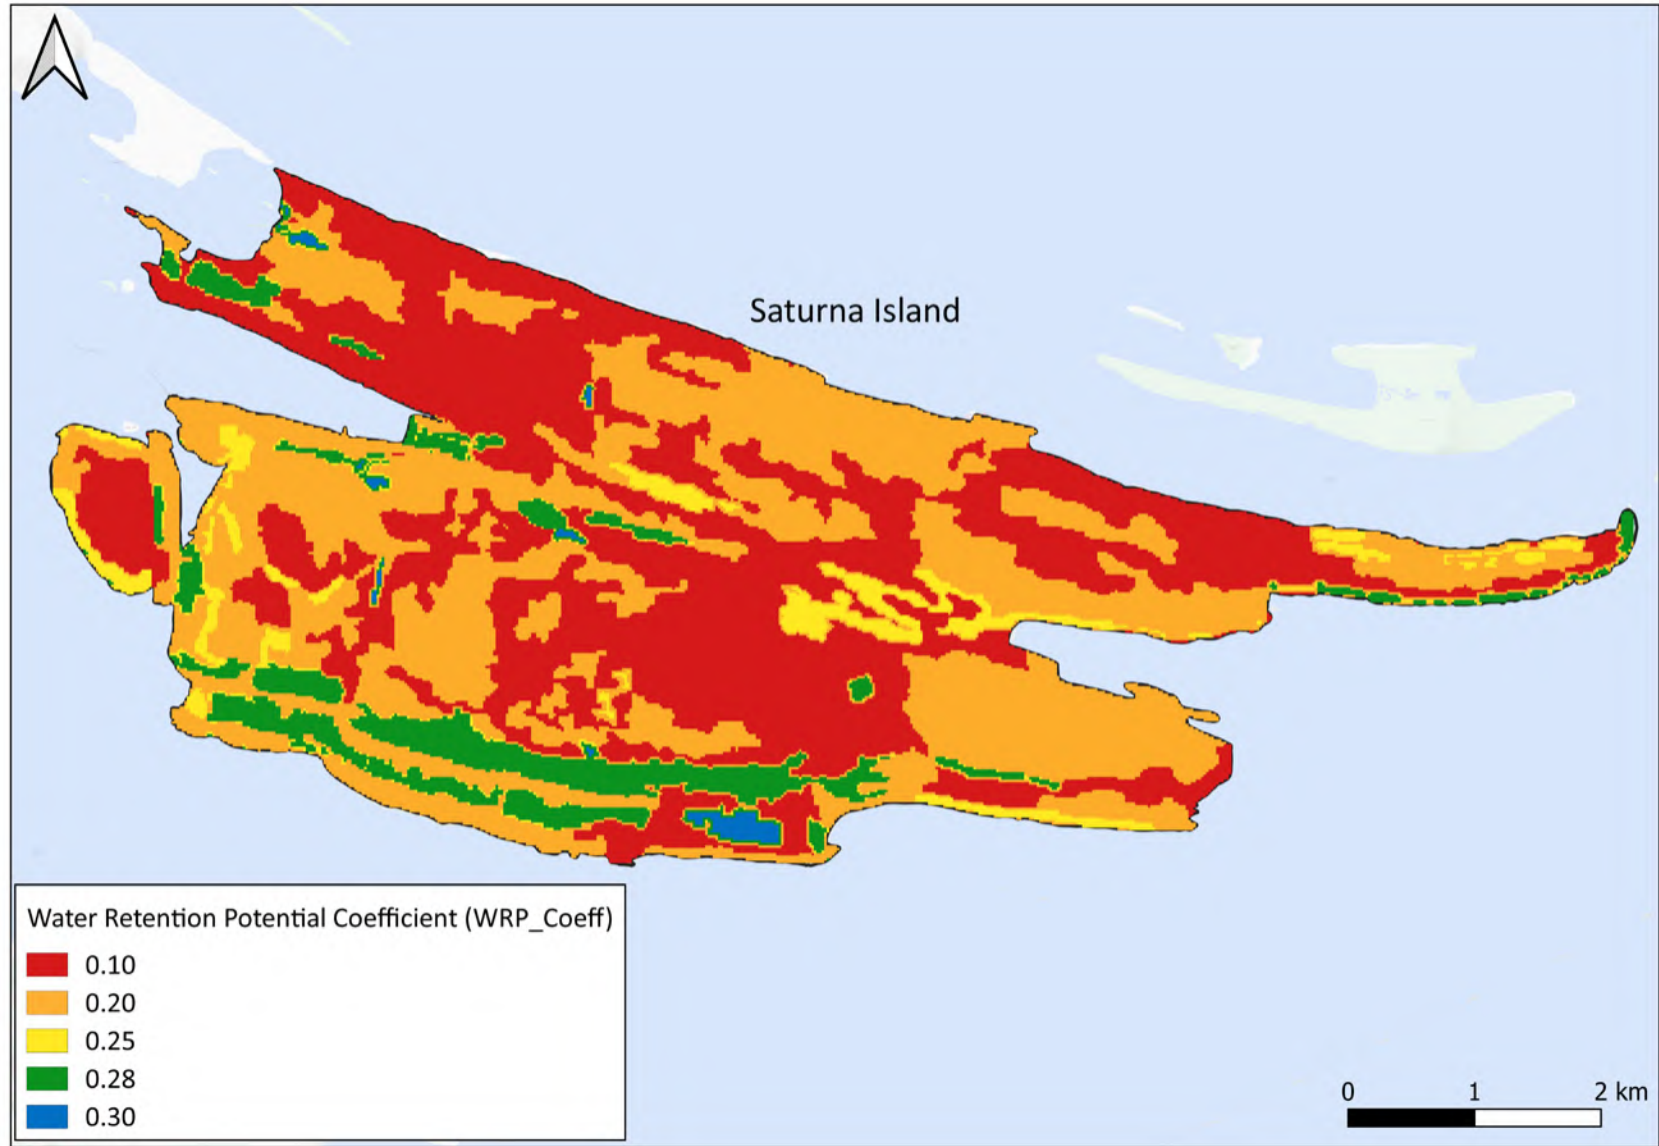 Saturna Island
Water Retention Potential Coefficient (WRP_Coeff)
0.10
0.20
0.25
0.28
0.30
0 1 2 km